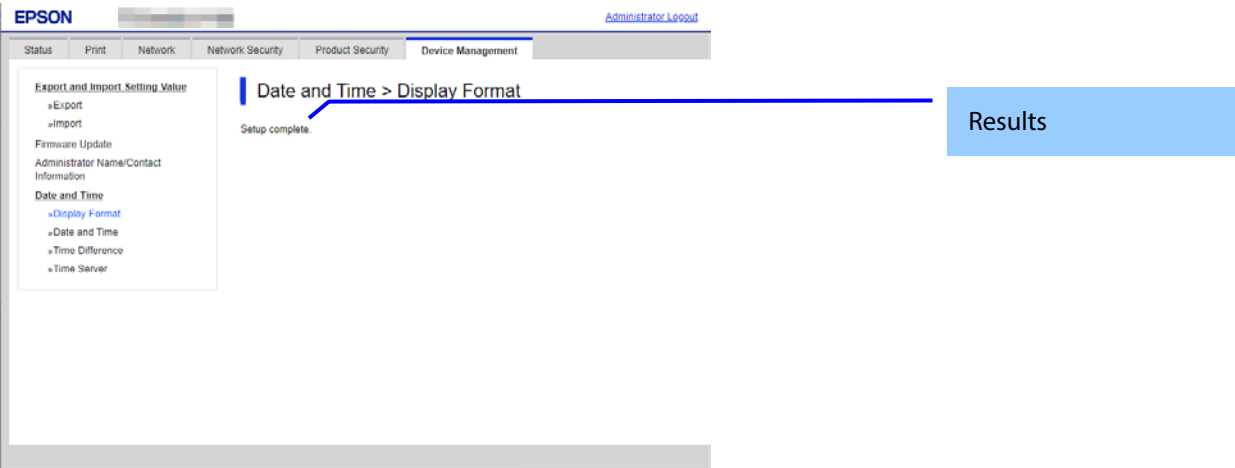 EPSON
Administrator Logout
Status Print Network Network Security Product Security Device Management
Export and Import Setting Value
»Export
»Import
Firmware Update
Administrator Name/Contact
Information
Date and Time
»Display Format
»Date and Time
»Time Difference
»Time Server
Date and Time > Display Format
Setup complete.
Results